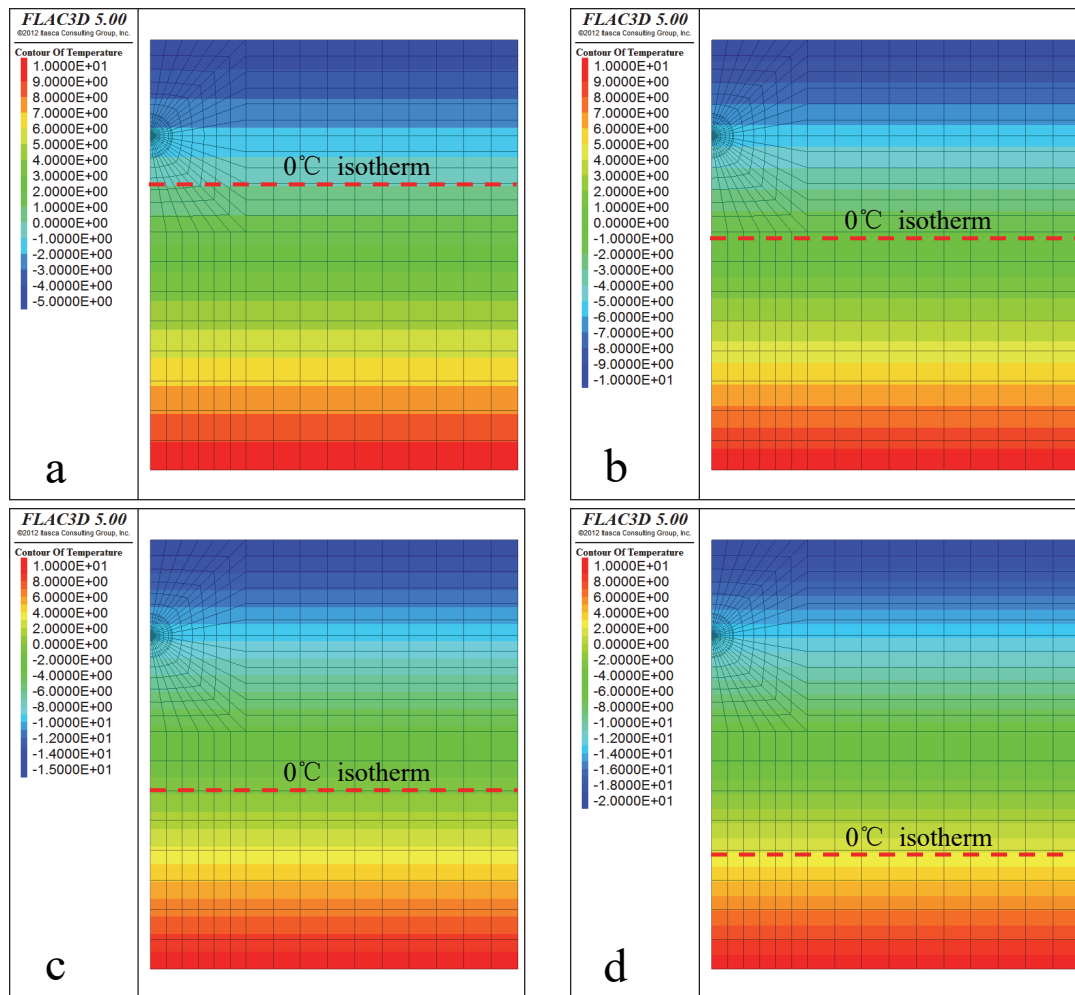 FLAC3D 5.00
©2012 Itasca Consulting Group, Inc.
Contour Of Temperature
1.0000E+01
9.0000E+00
8.0000E+00
7.0000E+00
6.0000E+00
5.0000E+00
4.0000E+00
3.0000E+00
2.0000E+00
1.0000E+00
0.0000E+00
-1.0000E+00
-2.0000E+00
-3.0000E+00
-4.0000E+00
-5.0000E+00
0℃ isotherm
a
FLAC3D 5.00
©2012 Itasca Consulting Group, Inc.
Contour Of Temperature
1.0000E+01
9.0000E+00
8.0000E+00
7.0000E+00
6.0000E+00
5.0000E+00
4.0000E+00
3.0000E+00
2.0000E+00
1.0000E+00
0.0000E+00
-1.0000E+00
-2.0000E+00
-3.0000E+00
-4.0000E+00
-5.0000E+00
-6.0000E+00
-7.0000E+00
-8.0000E+00
-9.0000E+00
-1.0000E+01
0℃ isotherm
b
FLAC3D 5.00
©2012 Itasca Consulting Group, Inc.
Contour Of Temperature
1.0000E+01
8.0000E+00
6.0000E+00
4.0000E+00
2.0000E+00
0.0000E+00
-2.0000E+00
-4.0000E+00
-6.0000E+00
-8.0000E+00
-1.0000E+01
-1.2000E+01
-1.4000E+01
-1.5000E+01
0℃ isotherm
c
FLAC3D 5.00
©2012 Itasca Consulting Group, Inc.
Contour Of Temperature
1.0000E+01
8.0000E+00
6.0000E+00
4.0000E+00
2.0000E+00
0.0000E+00
-2.0000E+00
-4.0000E+00
-6.0000E+00
-8.0000E+00
-1.0000E+01
-1.2000E+01
-1.4000E+01
-1.6000E+01
-1.8000E+01
-2.0000E+01
0℃ isotherm
d